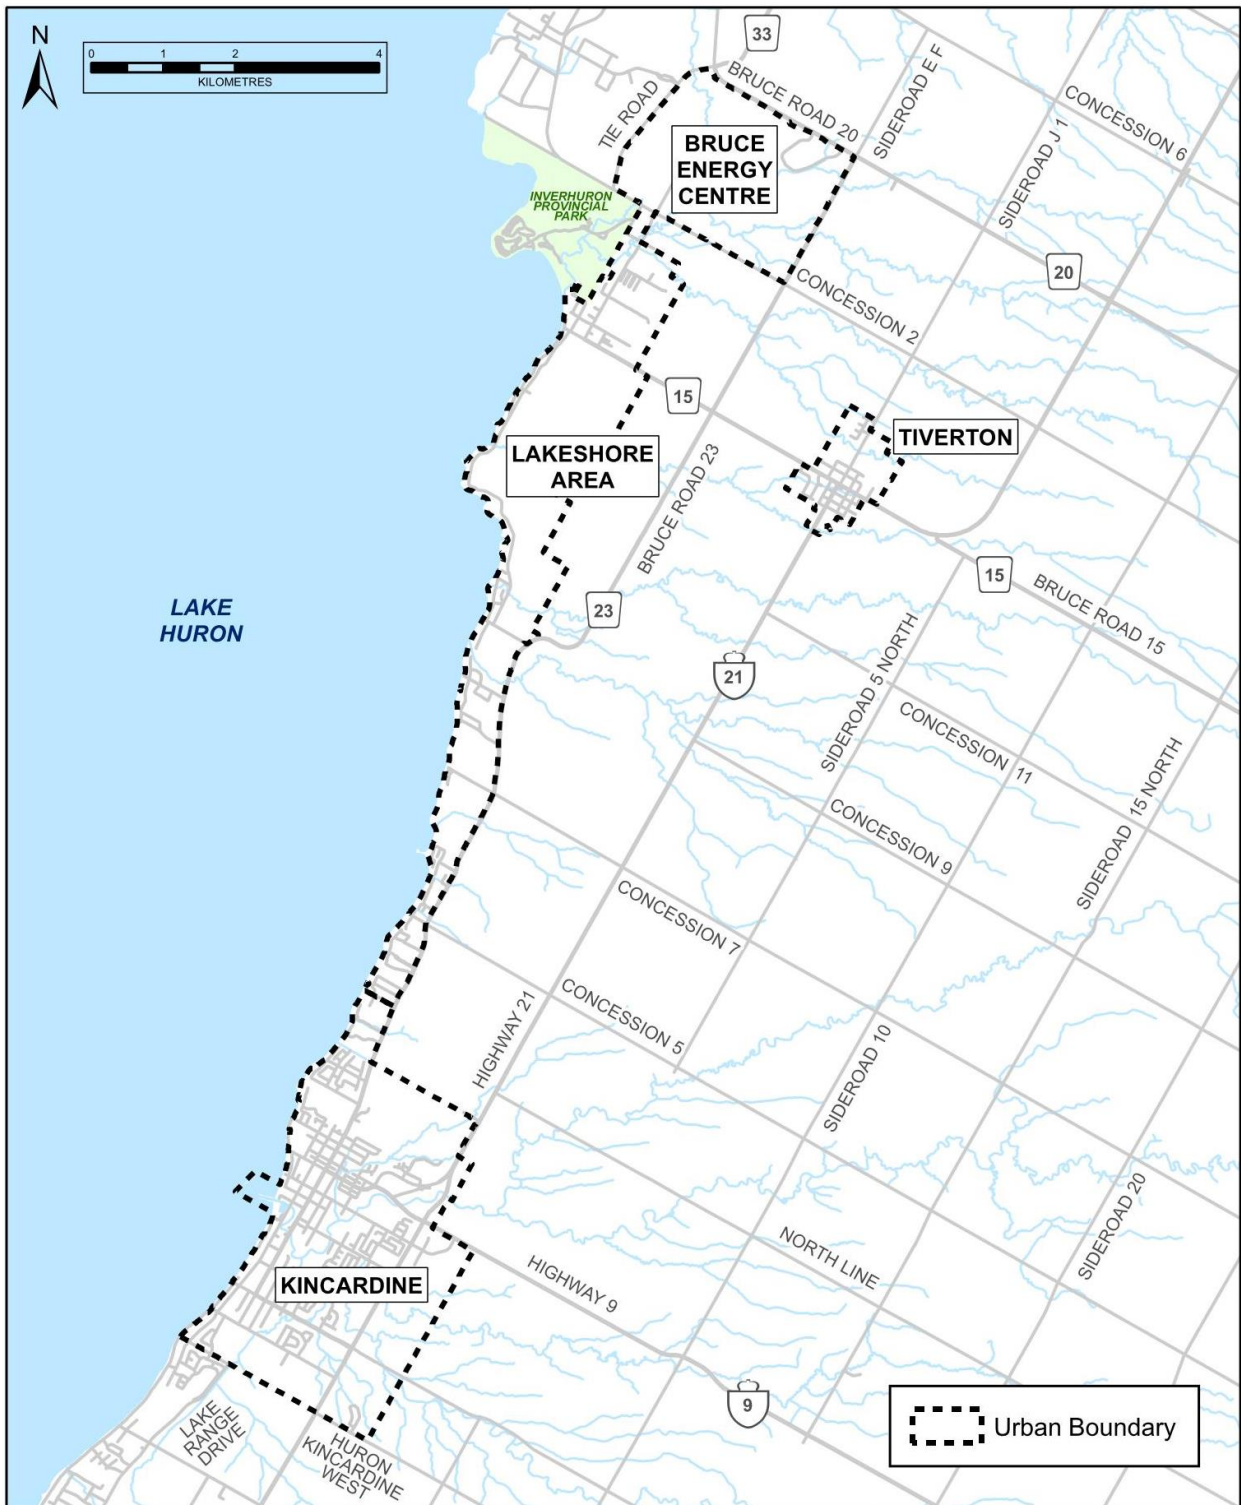 N
0 1 2 4
KILOMETRES
33
TIE ROAD
BRUCE ROAD 20
SIDEROAD E F
CONCESSION 6
SIDEROAD J 1
BRUCE
ENERGY
CENTRE
INVERHURON
PROVINCIAL
PARK
20
CONCESSION 2
15
TIVERTON
LAKESHORE
AREA
BRUCE ROAD 23
LAKE
HURON
23
15
BRUCE ROAD 15
21
SIDEROAD 5 NORTH
CONCESSION 11
SIDEROAD 15 NORTH
CONCESSION 9
CONCESSION 7
HIGHWAY 21
CONCESSION 5
SIDEROAD 10
SIDEROAD 20
NORTH LINE
HIGHWAY 9
KINCARDINE
9
LAKE
RANGE
DRIVE
HURON
KINCARDINE
WEST
Urban Boundary